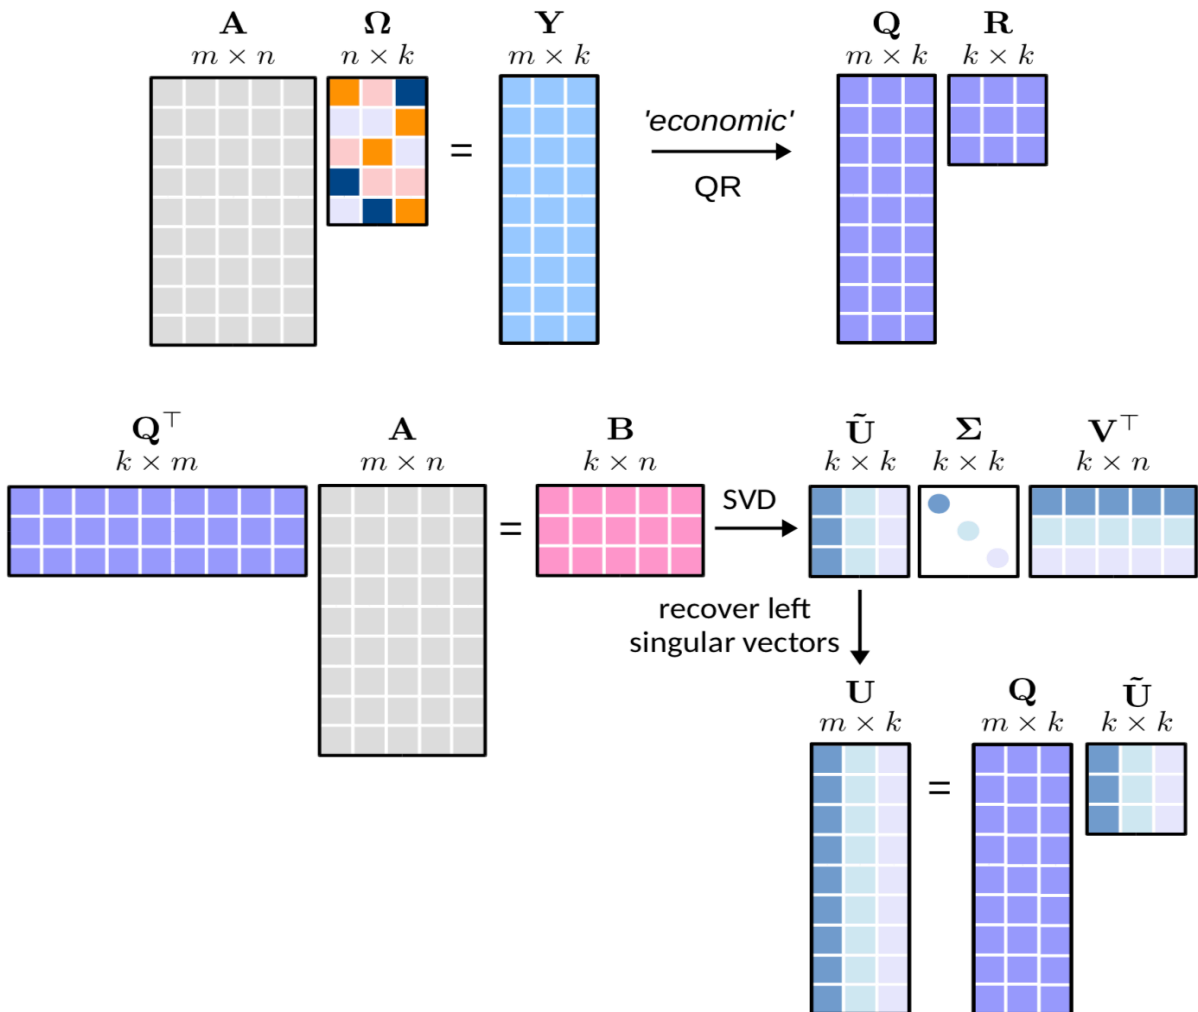 A Ω Y Q R
m × n n × k m × k m × k k × k
= 'economic'
QR
Q⊤ A B Ũ Σ V⊤
k × m m × n k × n k × k k × k k × n
= SVD
recover left
singular vectors
U Q Ũ
m × k m × k k × k
=